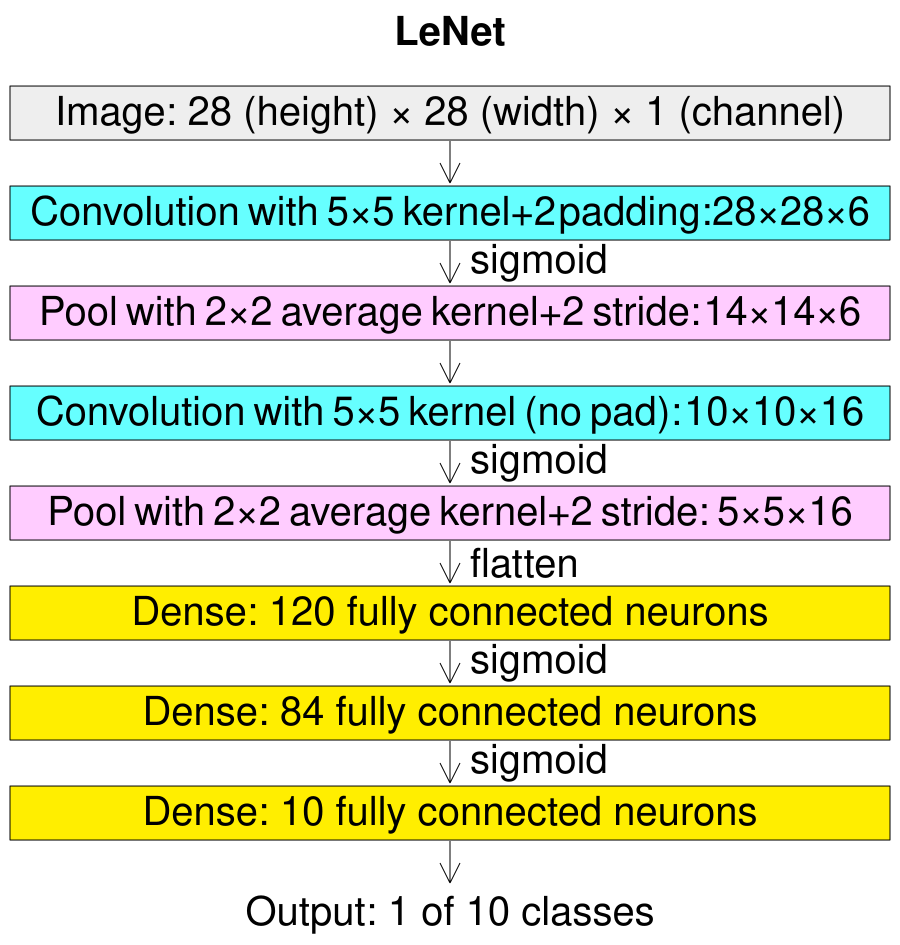 LeNet
Image: 28 (height) × 28 (width) × 1 (channel)
Convolution with 5×5 kernel+2padding:28×28×6
sigmoid
Pool with 2×2 average kernel+2 stride:14×14×6
Convolution with 5×5 kernel (no pad):10×10×16
sigmoid
Pool with 2×2 average kernel+2 stride: 5×5×16
flatten
Dense: 120 fully connected neurons
sigmoid
Dense: 84 fully connected neurons
sigmoid
Dense: 10 fully connected neurons
Output: 1 of 10 classes